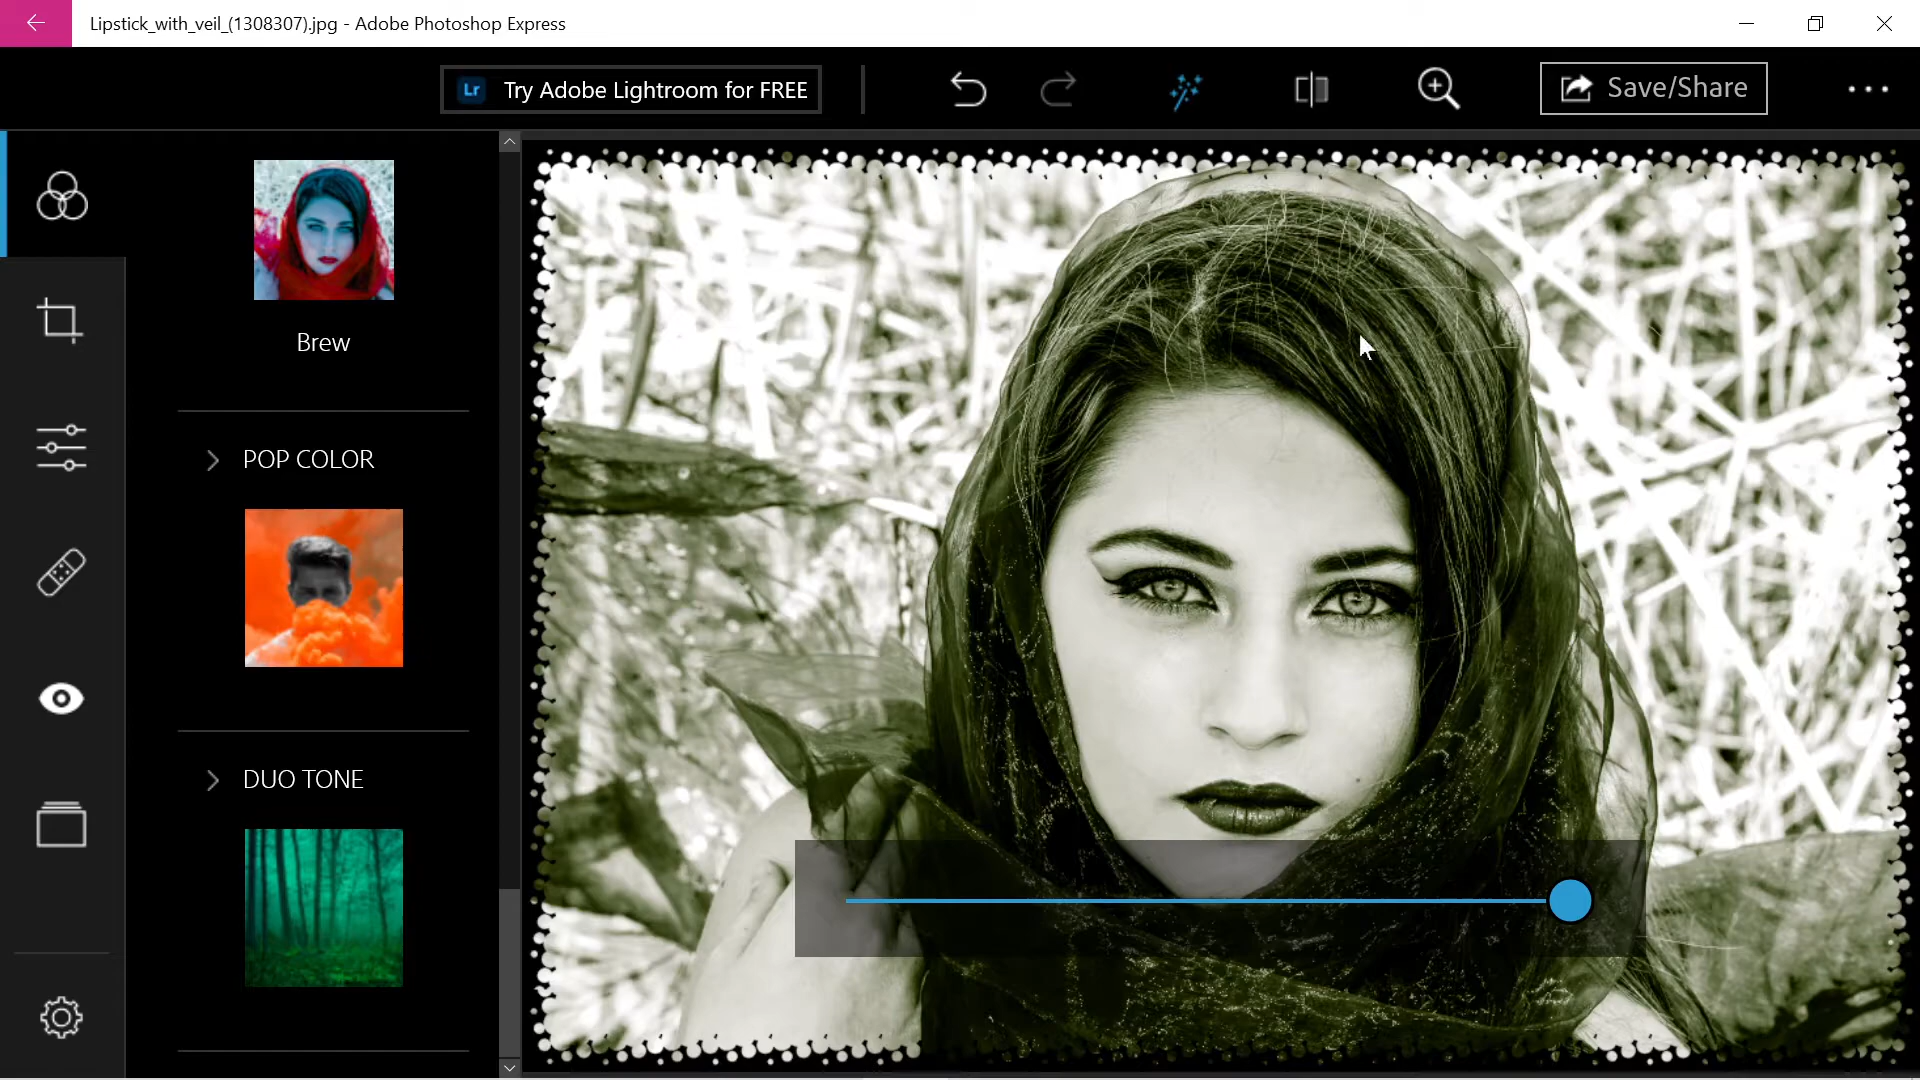 Lipstick_with_veil_(1308307).jpg - Adobe Photoshop Express
Lr Try Adobe Lightroom for FREE
Save/Share
Brew
POP COLOR
DUO TONE